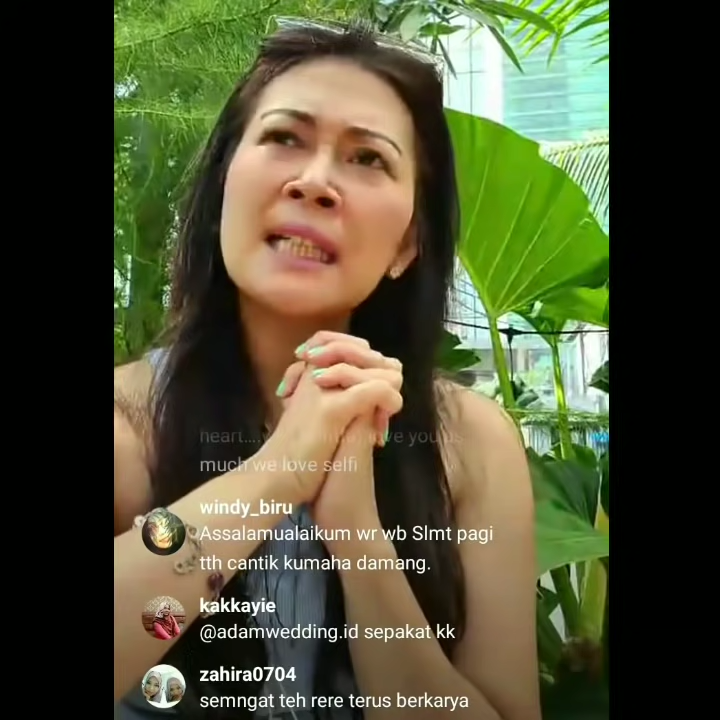 heart....
much we love selfi
windy_biru
Assalamualaikum wr wb Slmt pagi
tth cantik kumaha damang.
kakkayie
@adamwedding.id sepakat kk
zahira0704
semngat teh rere terus berkarya